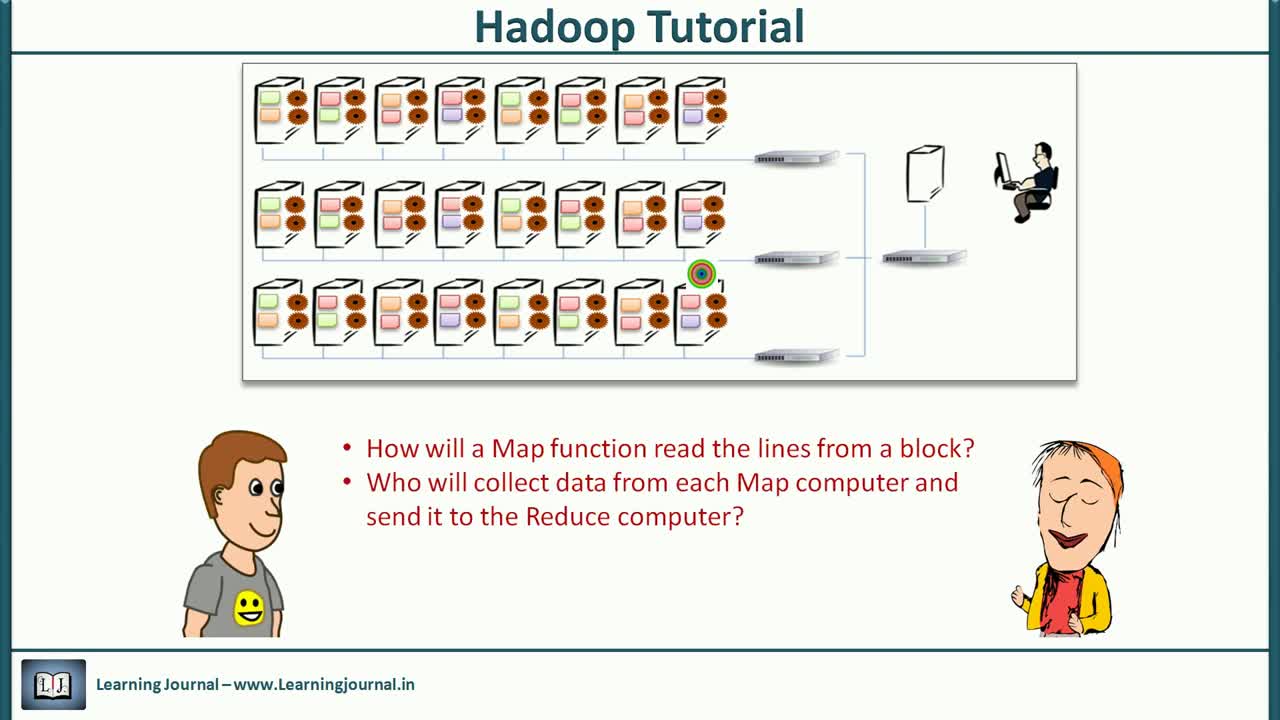 Hadoop Tutorial
• How will a Map function read the lines from a block?
• Who will collect data from each Map computer and
send it to the Reduce computer?
LJ
Learning Journal – www.Learningjournal.in